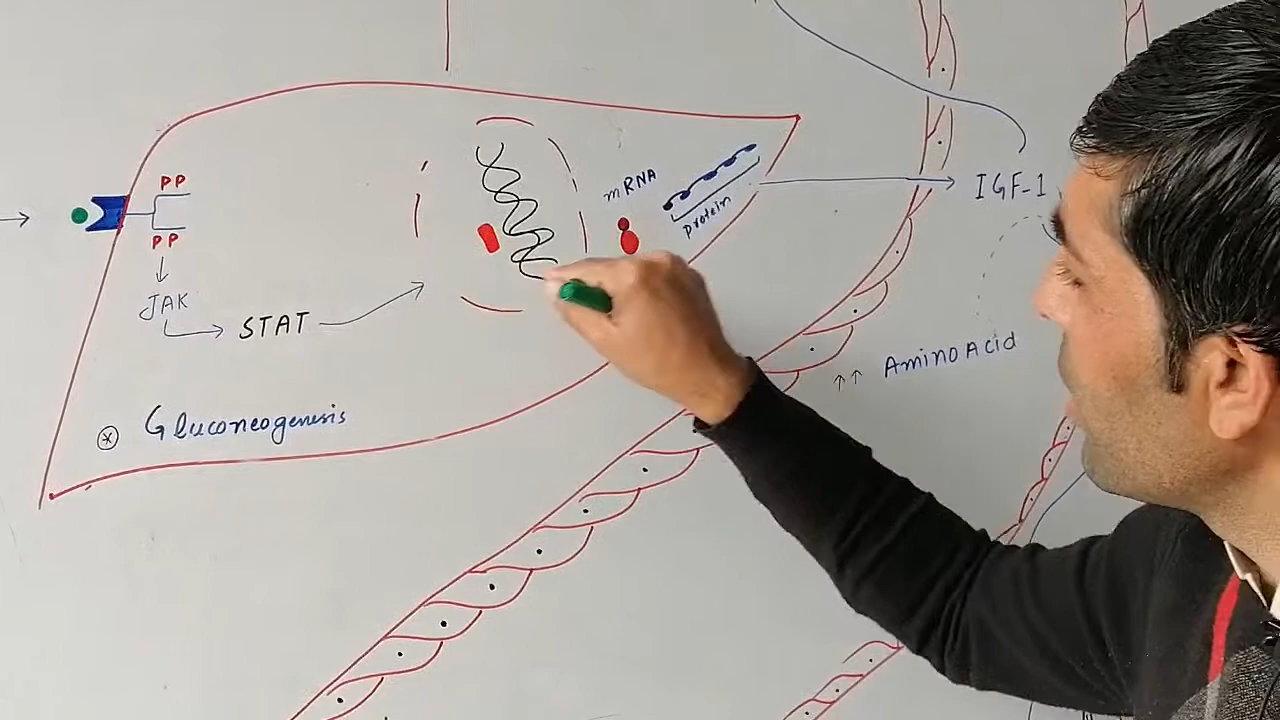 PP
PP
JAK
STAT
* Gluconeogenesis
mRNA
protein
IGF-1
↑↑ Amino Acid